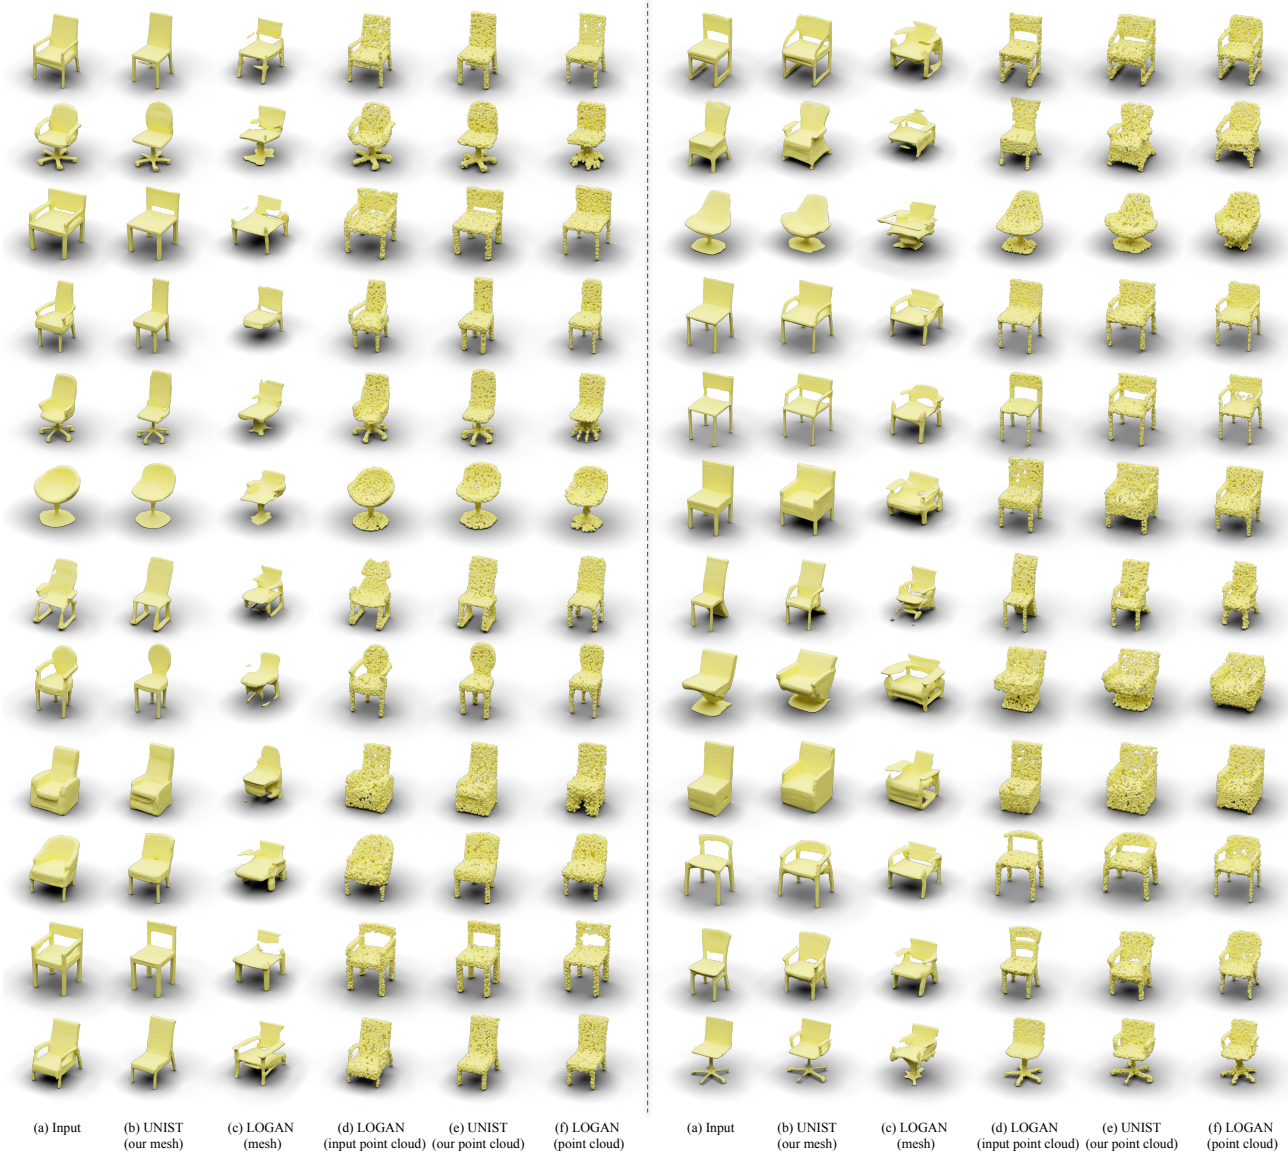 (a) Input
(b) UNIST
(our mesh)
(c) LOGAN
(mesh)
(d) LOGAN
(input point cloud)
(e) UNIST
(our point cloud)
(f) LOGAN
(point cloud)
(a) Input
(b) UNIST
(our mesh)
(c) LOGAN
(mesh)
(d) LOGAN
(input point cloud)
(e) UNIST
(our point cloud)
(f) LOGAN
(point cloud)